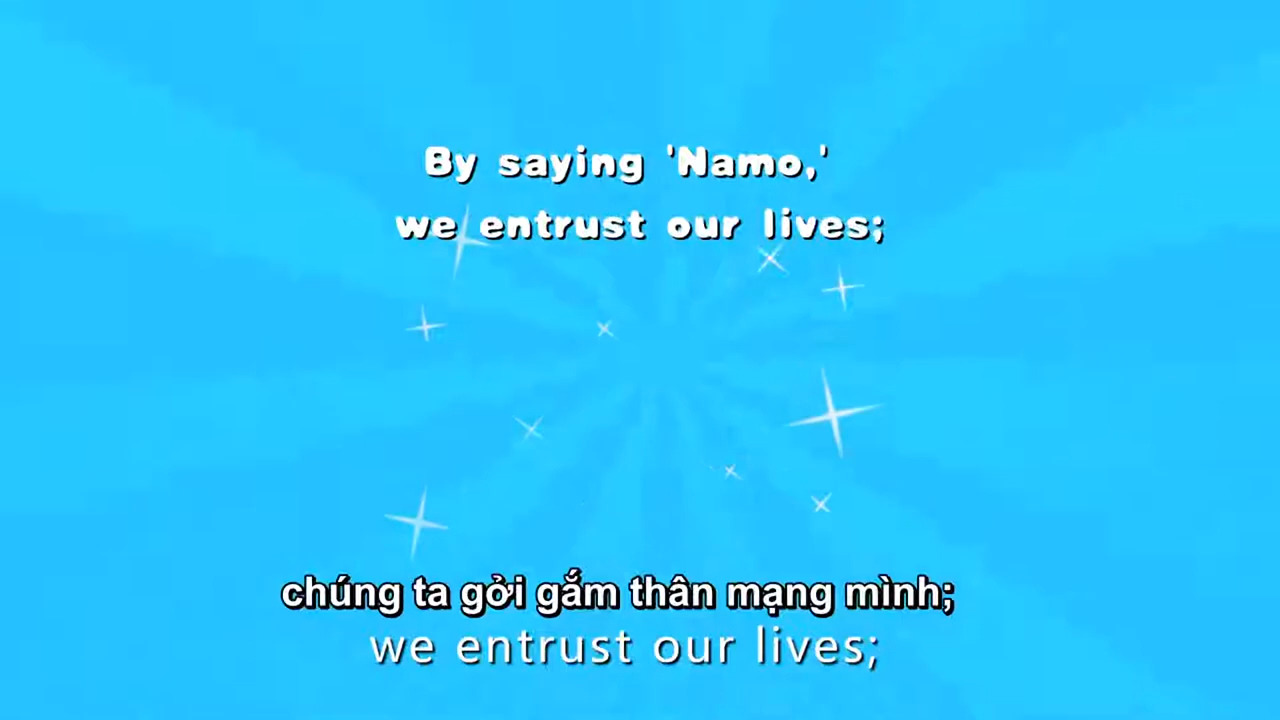 By saying 'Namo,'
we entrust our lives;
chúng ta gởi gắm thân mạng mình;
we entrust our lives;